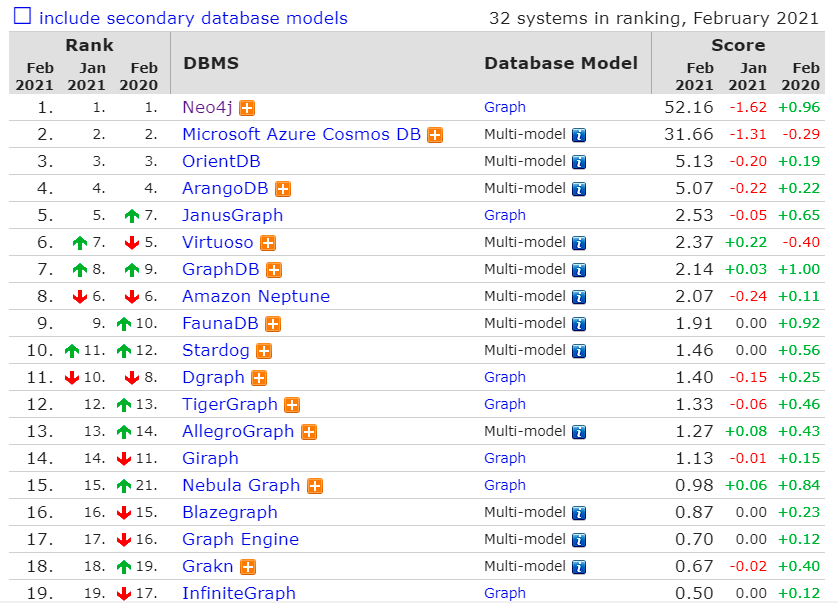 include secondary database models 32 systems in ranking, February 2021
Rank DBMS Database Model Score
Feb 2021 Jan 2021 Feb 2020 Feb 2021 Jan 2021 Feb 2020
1. 1. 1. Neo4j Graph 52.16 -1.62 +0.96
2. 2. 2. Microsoft Azure Cosmos DB Multi-model i 31.66 -1.31 -0.29
3. 3. 3. OrientDB Multi-model i 5.13 -0.20 +0.19
4. 4. 4. ArangoDB Multi-model i 5.07 -0.22 +0.22
5. 5. 7. JanusGraph Graph 2.53 -0.05 +0.65
6. 7. 5. Virtuoso Multi-model i 2.37 +0.22 -0.40
7. 8. 9. GraphDB Multi-model i 2.14 +0.03 +1.00
8. 6. 6. Amazon Neptune Multi-model i 2.07 -0.24 +0.11
9. 9. 10. FaunaDB Multi-model i 1.91 0.00 +0.92
10. 11. 12. Stardog Multi-model i 1.46 0.00 +0.56
11. 10. 8. Dgraph Graph 1.40 -0.15 +0.25
12. 12. 13. TigerGraph Graph 1.33 -0.06 +0.46
13. 13. 14. AllegroGraph Multi-model i 1.27 +0.08 +0.43
14. 14. 11. Giraph Graph 1.13 -0.01 +0.15
15. 15. 21. Nebula Graph Graph 0.98 +0.06 +0.84
16. 16. 15. Blazegraph Multi-model i 0.87 0.00 +0.23
17. 17. 16. Graph Engine Multi-model i 0.70 0.00 +0.12
18. 18. 19. Grakn Multi-model i 0.67 -0.02 +0.40
19. 19. 17. InfiniteGraph Graph 0.50 0.00 +0.12